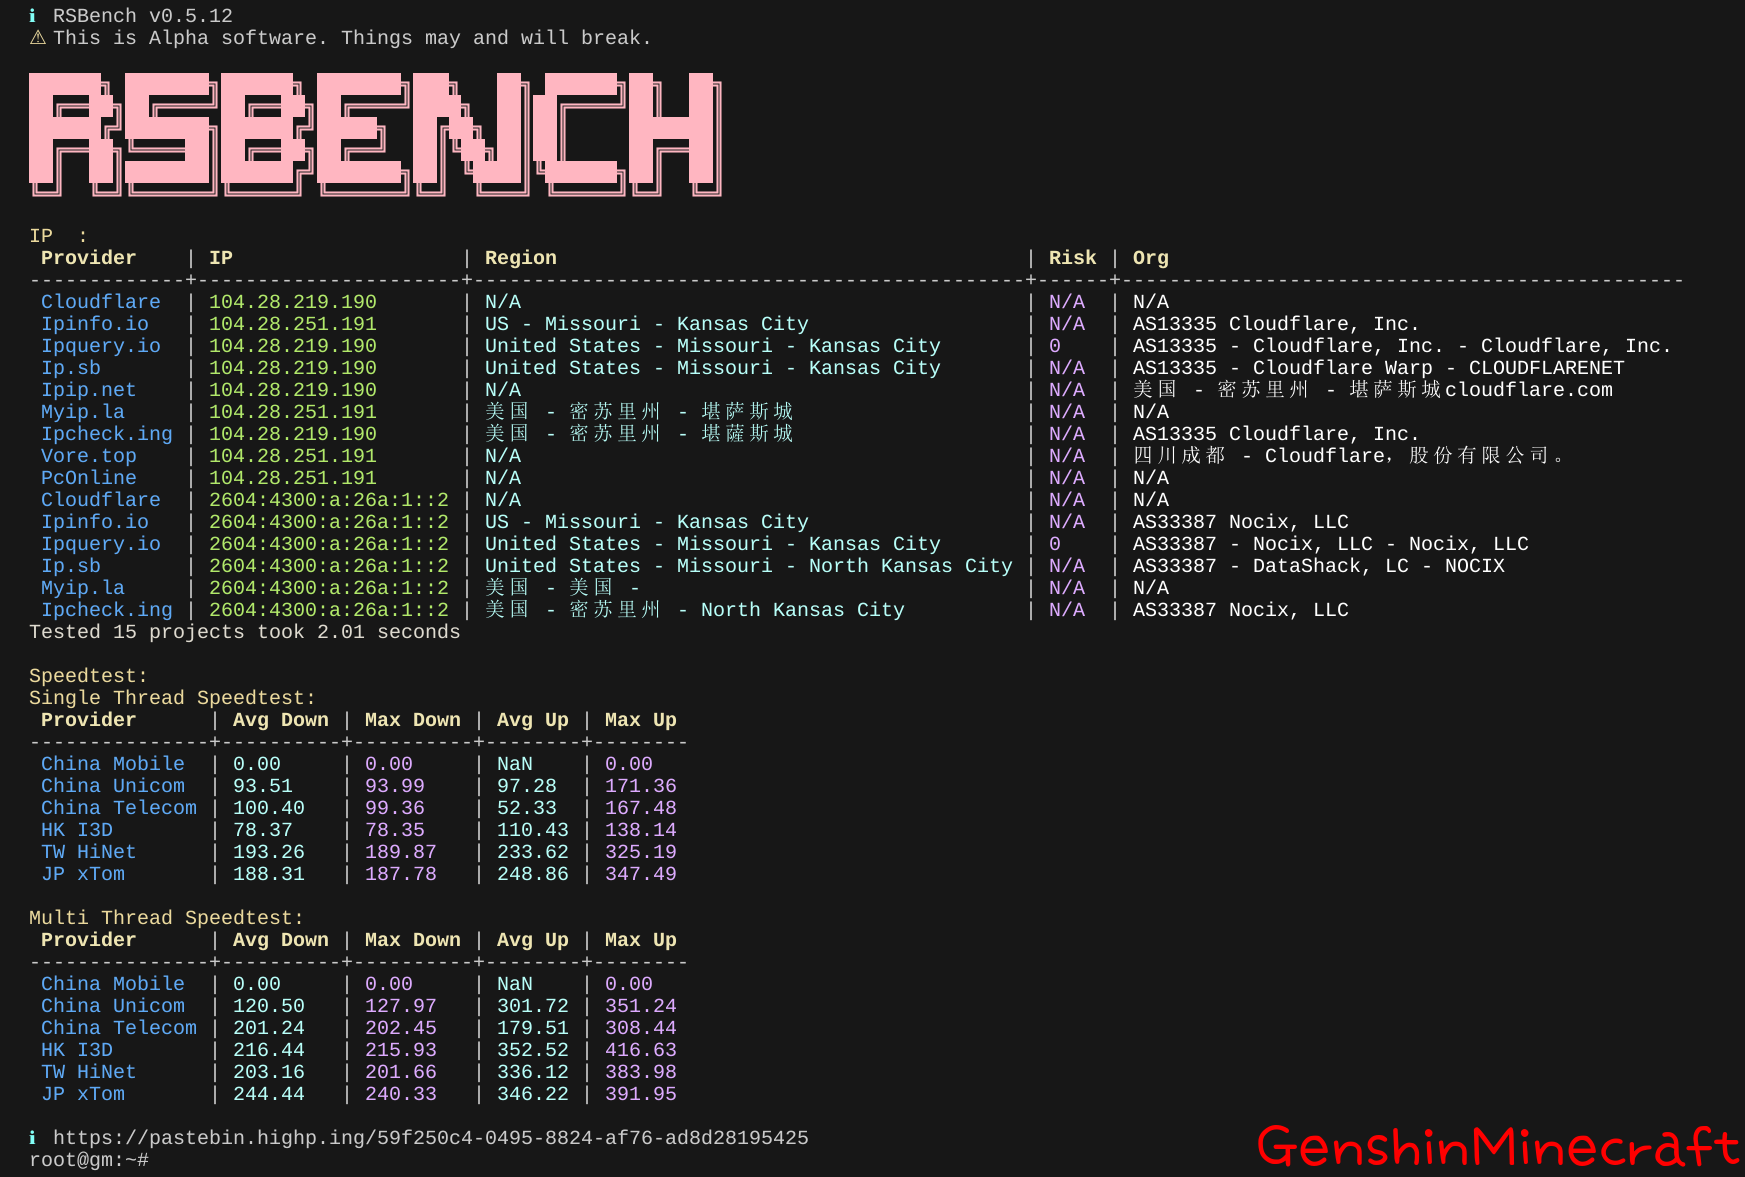 ℹ RSBench v0.5.12
⚠ This is Alpha software. Things may and will break.
RSBENCH
IP  :
Provider | IP | Region | Risk | Org
--------------+----------------------+----------------------------------------------+------+-----------------------------------------------
Cloudflare | 104.28.219.190 | N/A | N/A | N/A
Ipinfo.io | 104.28.251.191 | US - Missouri - Kansas City | N/A | AS13335 Cloudflare, Inc.
Ipquery.io | 104.28.219.190 | United States - Missouri - Kansas City | 0 | AS13335 - Cloudflare, Inc. - Cloudflare, Inc.
Ip.sb | 104.28.219.190 | United States - Missouri - Kansas City | N/A | AS13335 - Cloudflare Warp - CLOUDFLARENET
Ipip.net | 104.28.219.190 | N/A | N/A | 美国 - 密苏里州 - 堪萨斯城cloudflare.com
Myip.la | 104.28.251.191 | 美国 - 密苏里州 - 堪萨斯城 | N/A | N/A
Ipcheck.ing | 104.28.219.190 | 美国 - 密苏里州 - 堪薩斯城 | N/A | AS13335 Cloudflare, Inc.
Vore.top | 104.28.251.191 | N/A | N/A | 四川成都 - Cloudflare，股份有限公司。
PcOnline | 104.28.251.191 | N/A | N/A | N/A
Cloudflare | 2604:4300:a:26a:1::2 | N/A | N/A | N/A
Ipinfo.io | 2604:4300:a:26a:1::2 | US - Missouri - Kansas City | N/A | AS33387 Nocix, LLC
Ipquery.io | 2604:4300:a:26a:1::2 | United States - Missouri - Kansas City | 0 | AS33387 - Nocix, LLC - Nocix, LLC
Ip.sb | 2604:4300:a:26a:1::2 | United States - Missouri - North Kansas City | N/A | AS33387 - DataShack, LC - NOCIX
Myip.la | 2604:4300:a:26a:1::2 | 美国 - 美国 - | N/A | N/A
Ipcheck.ing | 2604:4300:a:26a:1::2 | 美国 - 密苏里州 - North Kansas City | N/A | AS33387 Nocix, LLC
Tested 15 projects took 2.01 seconds
Speedtest:
Single Thread Speedtest:
Provider | Avg Down | Max Down | Avg Up | Max Up
---------------+----------+----------+--------+--------
China Mobile | 0.00 | 0.00 | NaN | 0.00
China Unicom | 93.51 | 93.99 | 97.28 | 171.36
China Telecom | 100.40 | 99.36 | 52.33 | 167.48
HK I3D | 78.37 | 78.35 | 110.43 | 138.14
TW HiNet | 193.26 | 189.87 | 233.62 | 325.19
JP xTom | 188.31 | 187.78 | 248.86 | 347.49
Multi Thread Speedtest:
Provider | Avg Down | Max Down | Avg Up | Max Up
---------------+----------+----------+--------+--------
China Mobile | 0.00 | 0.00 | NaN | 0.00
China Unicom | 120.50 | 127.97 | 301.72 | 351.24
China Telecom | 201.24 | 202.45 | 179.51 | 308.44
HK I3D | 216.44 | 215.93 | 352.52 | 416.63
TW HiNet | 203.16 | 201.66 | 336.12 | 383.98
JP xTom | 244.44 | 240.33 | 346.22 | 391.95
ℹ https://pastebin.highp.ing/59f250c4-0495-8824-af76-ad8d28195425
root@gm:~#
GenshinMinecraft